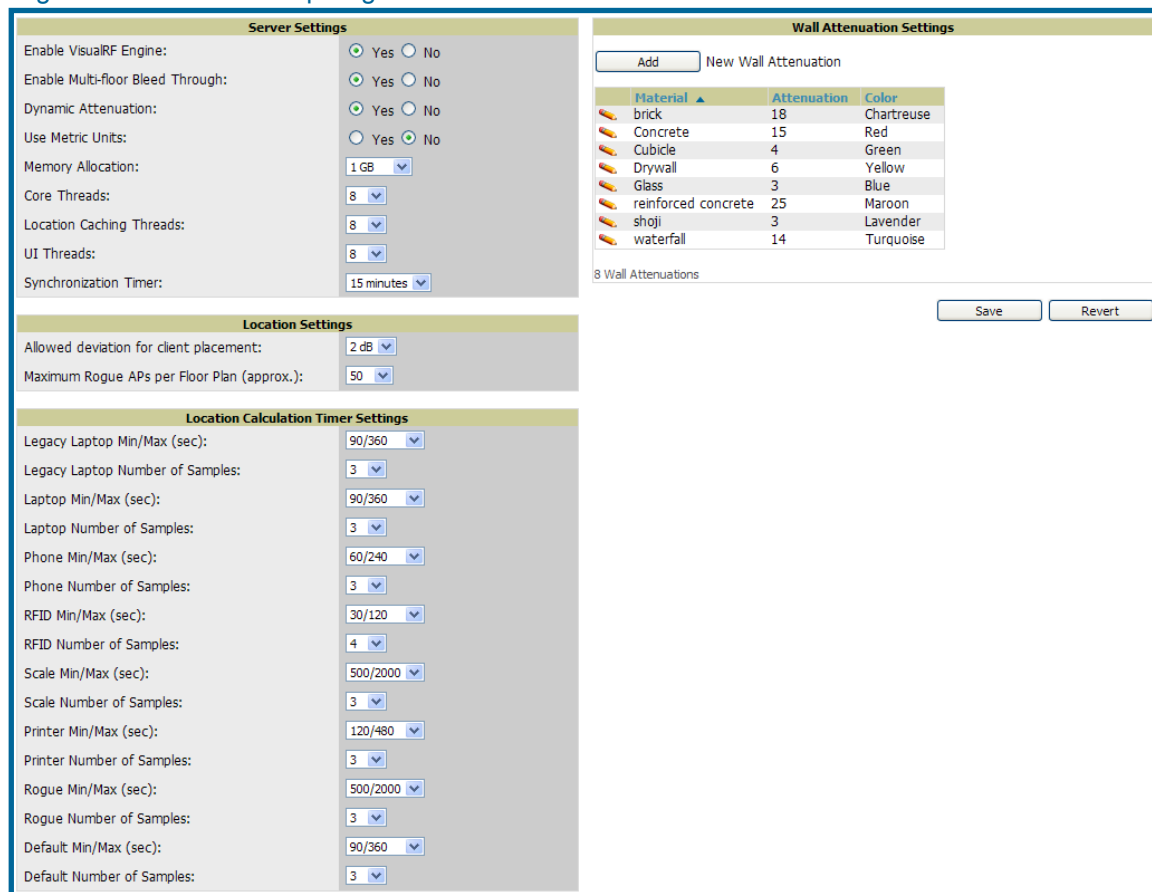 Server Settings
Enable VisualRF Engine: Yes No
Enable Multi-floor Bleed Through: Yes No
Dynamic Attenuation: Yes No
Use Metric Units: Yes No
Memory Allocation: 1 GB
Core Threads: 8
Location Caching Threads: 8
UI Threads: 8
Synchronization Timer: 15 minutes
Location Settings
Allowed deviation for client placement: 2 dB
Maximum Rogue APs per Floor Plan (approx.): 50
Location Calculation Timer Settings
Legacy Laptop Min/Max (sec): 90/360
Legacy Laptop Number of Samples: 3
Laptop Min/Max (sec): 90/360
Laptop Number of Samples: 3
Phone Min/Max (sec): 60/240
Phone Number of Samples: 3
RFID Min/Max (sec): 30/120
RFID Number of Samples: 4
Scale Min/Max (sec): 500/2000
Scale Number of Samples: 3
Printer Min/Max (sec): 120/480
Printer Number of Samples: 3
Rogue Min/Max (sec): 500/2000
Rogue Number of Samples: 3
Default Min/Max (sec): 90/360
Default Number of Samples: 3
Wall Attenuation Settings
Add New Wall Attenuation
Material ▲ Attenuation Color
brick 18 Chartreuse
Concrete 15 Red
Cubicle 4 Green
Drywall 6 Yellow
Glass 3 Blue
reinforced concrete 25 Maroon
shoji 3 Lavender
waterfall 14 Turquoise
8 Wall Attenuations
Save Revert